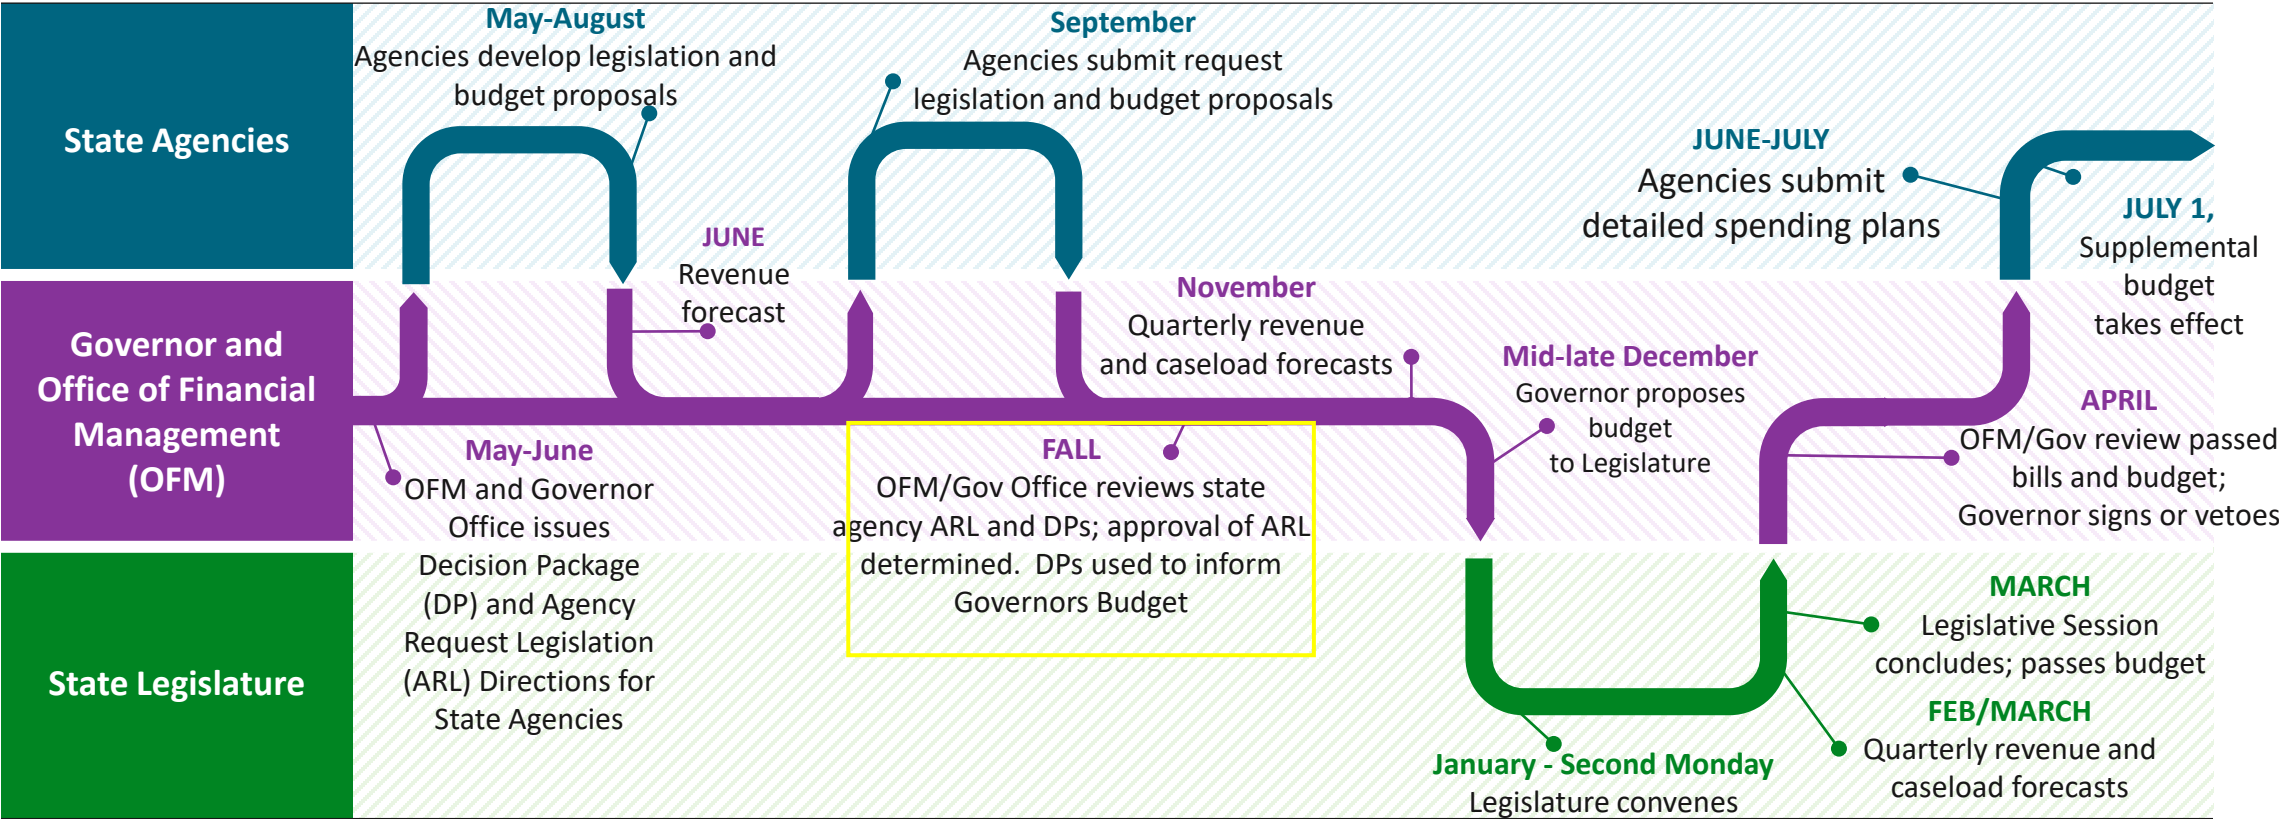 State Agencies
May-August
Agencies develop legislation and
budget proposals
September
Agencies submit request
legislation and budget proposals
JUNE-JULY
Agencies submit
detailed spending plans
JULY 1,
Supplemental
budget
takes effect
Governor and
Office of Financial
Management
(OFM)
May-June
OFM and Governor
Office issues
Decision Package
(DP) and Agency
Request Legislation
(ARL) Directions for
State Agencies
JUNE
Revenue
forecast
FALL
OFM/Gov Office reviews state
agency ARL and DPs; approval of ARL
determined.  DPs used to inform
Governors Budget
November
Quarterly revenue
and caseload forecasts
Mid-late December
Governor proposes
budget
to Legislature
APRIL
OFM/Gov review passed
bills and budget;
Governor signs or vetoes
State Legislature
January - Second Monday
Legislature convenes
MARCH
Legislative Session
concludes; passes budget
FEB/MARCH
Quarterly revenue and
caseload forecasts